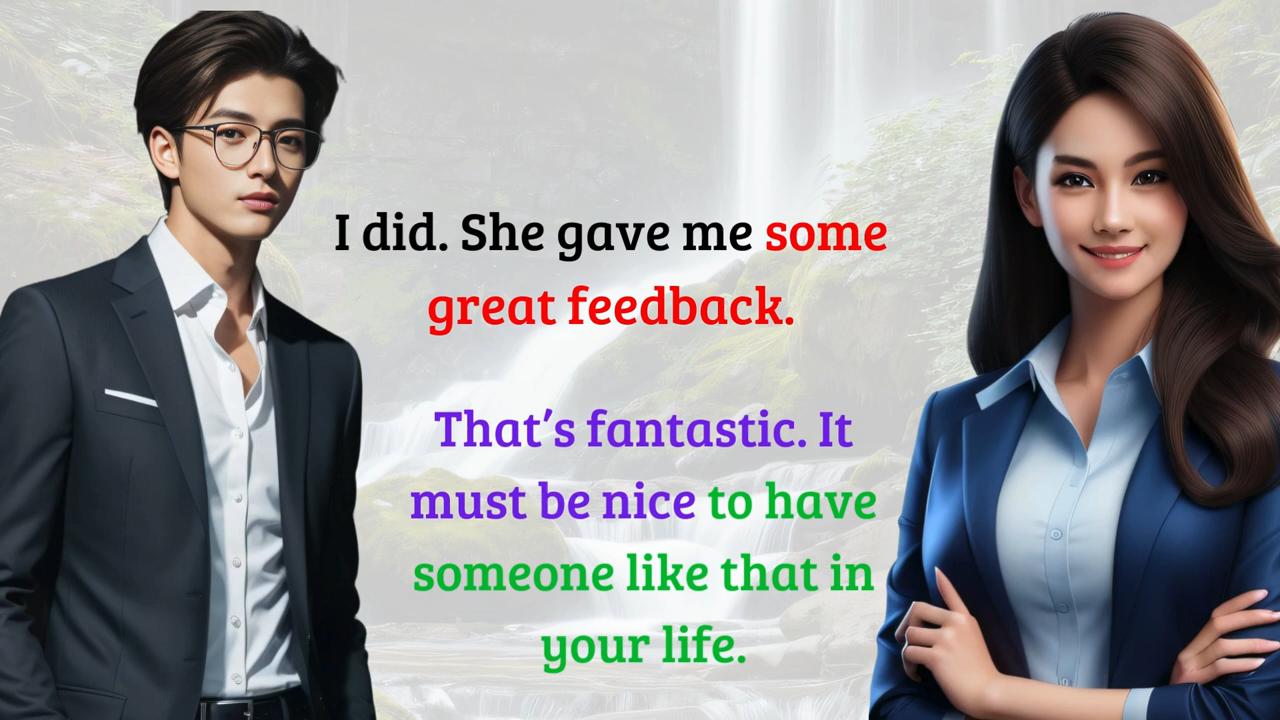 I did. She gave me some
great feedback.
That's fantastic. It
must be nice to have
someone like that in
your life.